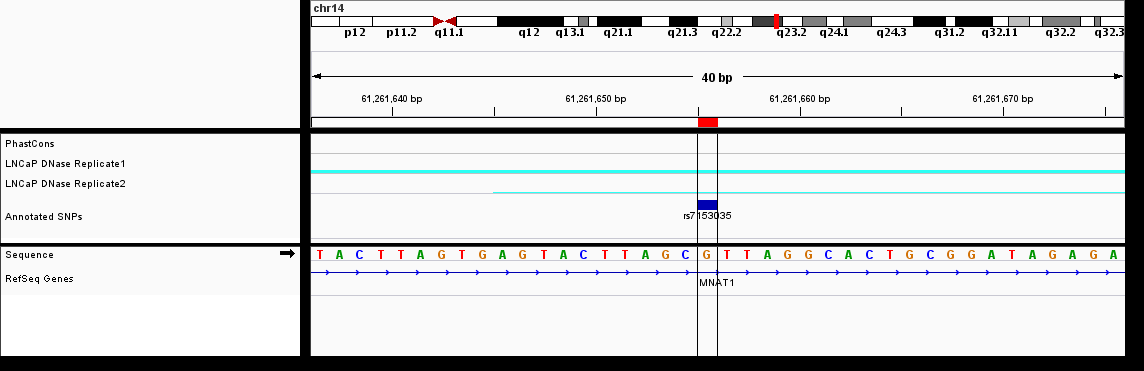 chr14
p12 p11.2 q11.1 q12 q13.1 q21.1 q21.3 q22.2 q23.2 q24.1 q24.3 q31.2 q32.11 q32.2 q32.3
40 bp
61,261,640 bp 61,261,650 bp 61,261,660 bp 61,261,670 bp
PhastCons
LNCaP DNase Replicate1
LNCaP DNase Replicate2
Annotated SNPs
rs7153035
Sequence
T A C T T A G T G A G T A C T T A G C G T T A G G C A C T G C G G A T A G A G A
RefSeq Genes
MNAT1